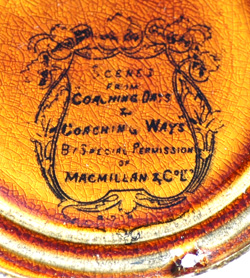 SCENES
FROM
COACHING DAYS
&
COACHING WAYS
BY SPECIAL PERMISSION
OF
MACMILLAN & Co Ld